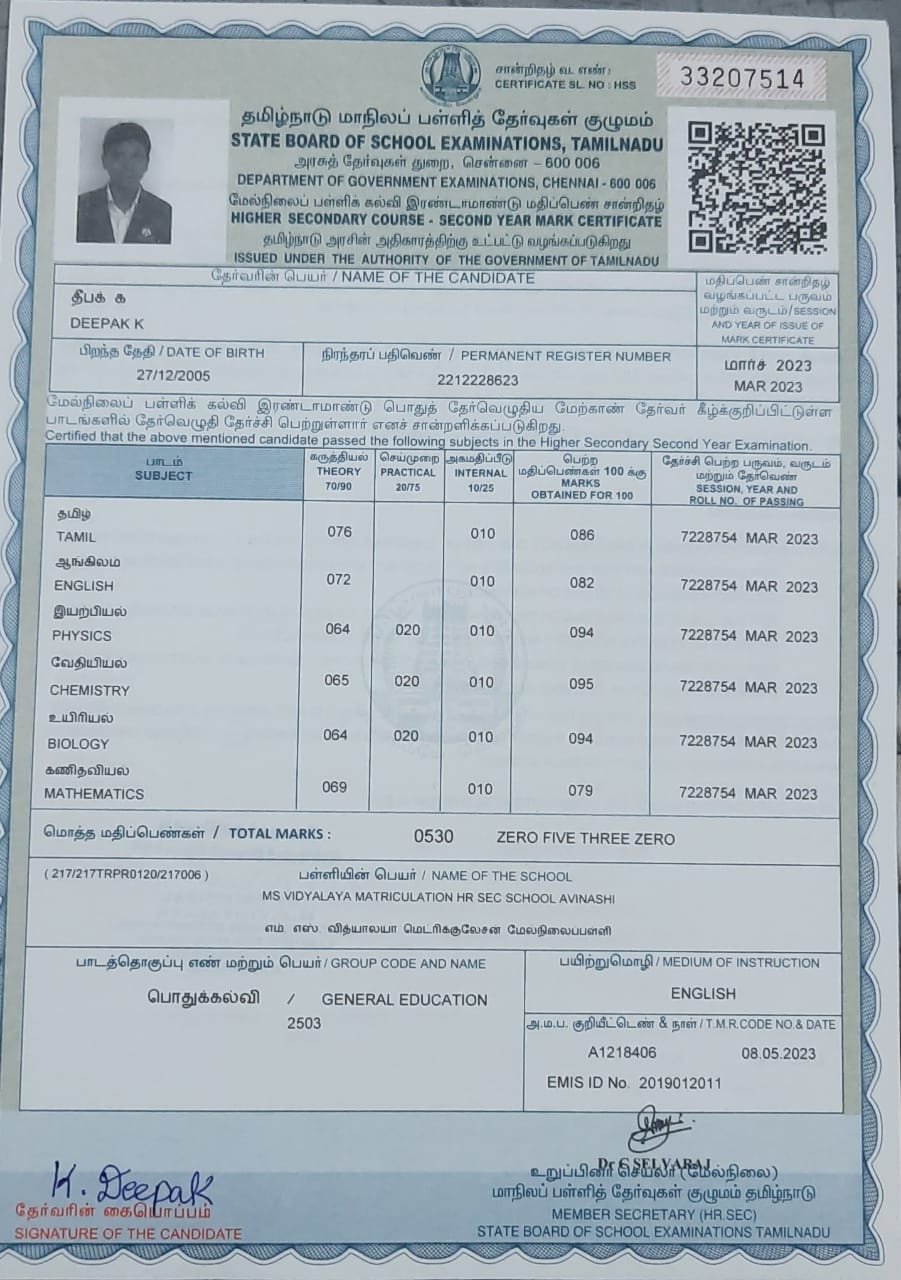 சான்றிதழ் வ. எண் :
CERTIFICATE SL. NO : HSS
33207514
தமிழ்நாடு மாநிலப் பள்ளித் தேர்வுகள் குழுமம்
STATE BOARD OF SCHOOL EXAMINATIONS, TAMILNADU
அரசுத் தேர்வுகள் துறை, சென்னை – 600 006
DEPARTMENT OF GOVERNMENT EXAMINATIONS, CHENNAI - 600 006
மேல்நிலைப் பள்ளிக் கல்வி இரண்டாமாண்டு மதிப்பெண் சான்றிதழ்
HIGHER SECONDARY COURSE - SECOND YEAR MARK CERTIFICATE
தமிழ்நாடு அரசின் அதிகாரத்திற்கு உட்பட்டு வழங்கப்படுகிறது
ISSUED UNDER THE AUTHORITY OF THE GOVERNMENT OF TAMILNADU
தேர்வரின் பெயர் / NAME OF THE CANDIDATE
தீபக் க
DEEPAK K
மதிப்பெண் சான்றிதழ்
வழங்கப்பட்ட பருவம்
மற்றும் வருடம்/SESSION
AND YEAR OF ISSUE OF
MARK CERTIFICATE
மார்ச் 2023
MAR 2023
பிறந்த தேதி / DATE OF BIRTH
27/12/2005
நிரந்தரப் பதிவெண் / PERMANENT REGISTER NUMBER
2212228623
மேல்நிலைப் பள்ளிக் கல்வி இரண்டாமாண்டு பொதுத் தேர்வெழுதிய மேற்காண் தேர்வர் கீழ்க்குறிப்பிட்டுள்ள
பாடங்களில் தேர்வெழுதி தேர்ச்சி பெற்றுள்ளார் எனச் சான்றளிக்கப்படுகிறது.
Certified that the above mentioned candidate passed the following subjects in the Higher Secondary Second Year Examination.
பாடம்
SUBJECT
கருத்தியல்
THEORY
70/90
செய்முறை
PRACTICAL
20/75
அகமதிப்பீடு
INTERNAL
10/25
பெற்ற
மதிப்பெண்கள் 100 க்கு
MARKS
OBTAINED FOR 100
தேர்ச்சி பெற்ற பருவம், வருடம்
மற்றும் தேர்வெண்
SESSION, YEAR AND
ROLL NO. OF PASSING
தமிழ்
TAMIL 076 010 086 7228754 MAR 2023
ஆங்கிலம்
ENGLISH 072 010 082 7228754 MAR 2023
இயற்பியல்
PHYSICS 064 020 010 094 7228754 MAR 2023
வேதியியல்
CHEMISTRY 065 020 010 095 7228754 MAR 2023
உயிரியல்
BIOLOGY 064 020 010 094 7228754 MAR 2023
கணிதவியல்
MATHEMATICS 069 010 079 7228754 MAR 2023
மொத்த மதிப்பெண்கள் / TOTAL MARKS : 0530 ZERO FIVE THREE ZERO
( 217/217TRPR0120/217006 ) பள்ளியின் பெயர் / NAME OF THE SCHOOL
MS VIDYALAYA MATRICULATION HR SEC SCHOOL AVINASHI
எம். எஸ். வித்யாலயா மெட்ரிக்குலேசன் மேல்நிலைப்பள்ளி
பாடத்தொகுப்பு எண் மற்றும் பெயர்/ GROUP CODE AND NAME
பொதுக்கல்வி / GENERAL EDUCATION
2503
பயிற்றுமொழி / MEDIUM OF INSTRUCTION
ENGLISH
அ.ம.ப. குறியீட்டெண் & நாள் / T.M.R.CODE NO.& DATE
A1218406 08.05.2023
EMIS ID No. 2019012011
K. Deepak
தேர்வரின் கையொப்பம்
SIGNATURE OF THE CANDIDATE
Dr C SELVARAJ
உறுப்பினர் செயலர் (மேல்நிலை)
மாநிலப் பள்ளித் தேர்வுகள் குழுமம் தமிழ்நாடு
MEMBER SECRETARY (HR.SEC)
STATE BOARD OF SCHOOL EXAMINATIONS TAMILNADU